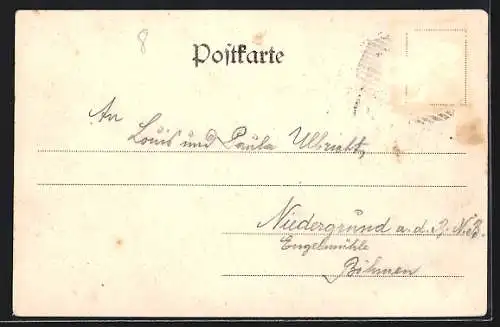 8
Postkarte
An
Louis und Paula Ulbricht,
Niedergrund a. d. B. N. B.
Engelmühle
Böhmen